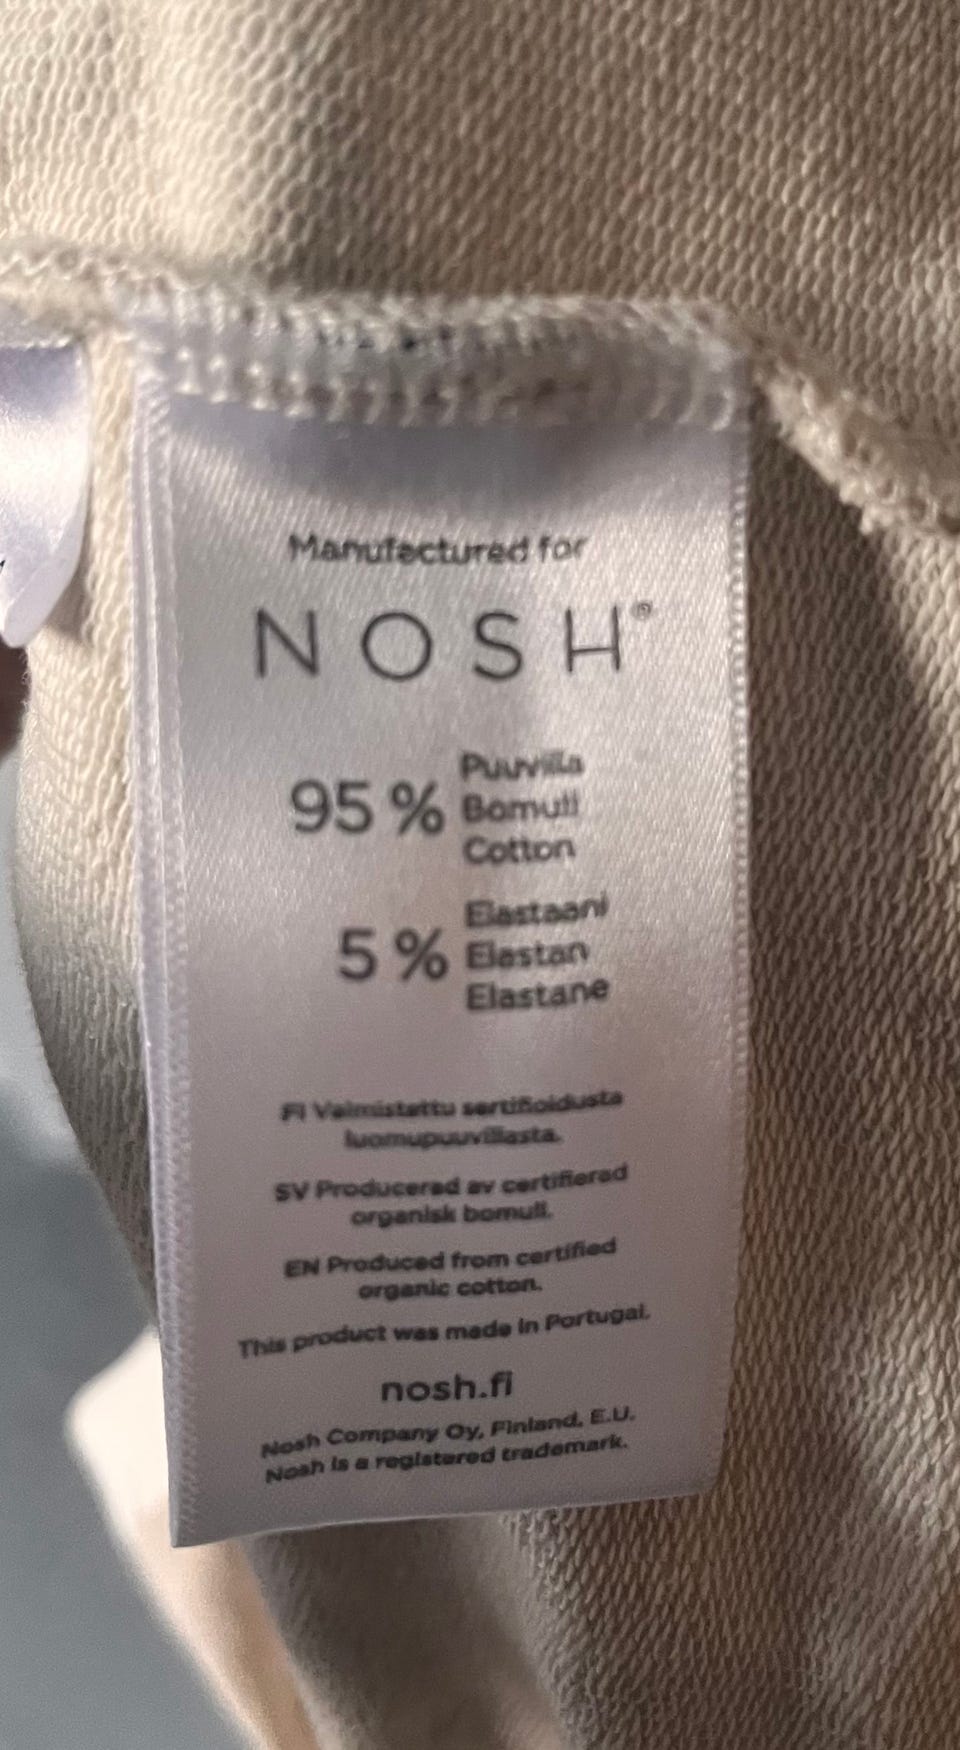 Manufactured for
NOSH®
95 % Puuvilla
Bomull
Cotton
5 % Elastaani
Elastan
Elastane
FI Valmistettu sertifioidusta
luomupuuvillasta.
SV Producerad av certifierad
organisk bomull.
EN Produced from certified
organic cotton.
This product was made in Portugal.
nosh.fi
Nosh Company Oy, Finland, E.U.
Nosh is a registered trademark.